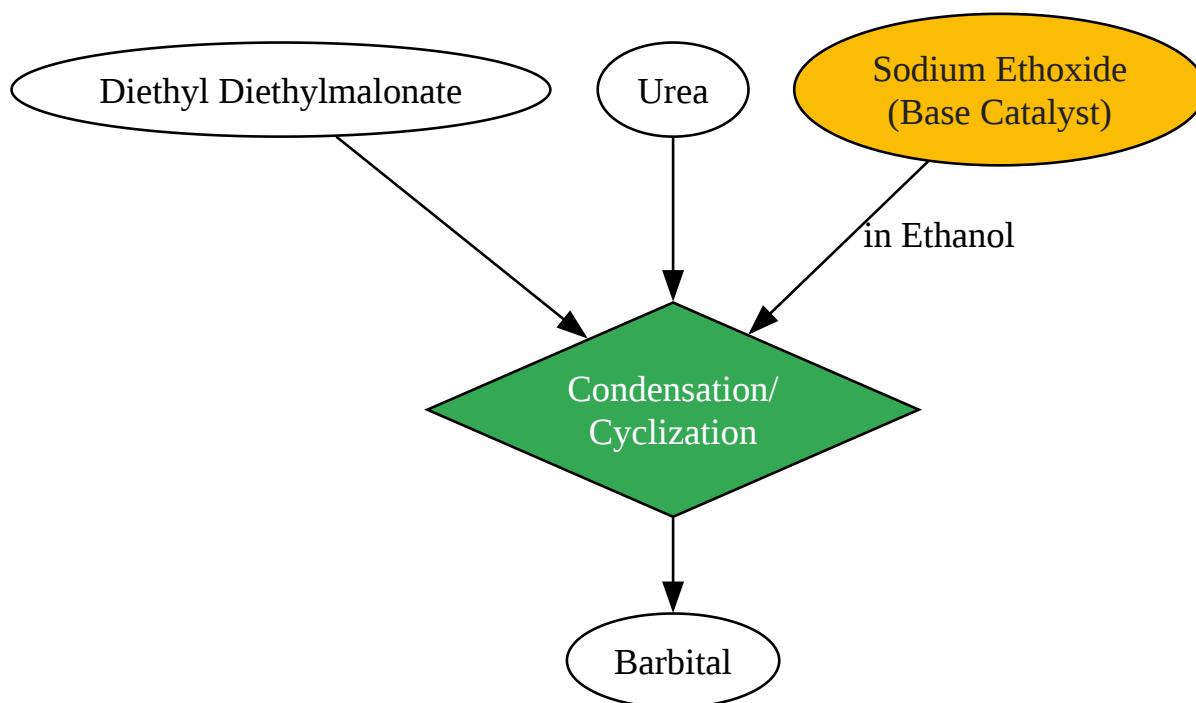 Diethyl Diethylmalonate
Urea
Sodium Ethoxide
(Base Catalyst)
in Ethanol
Condensation/
Cyclization
Barbital